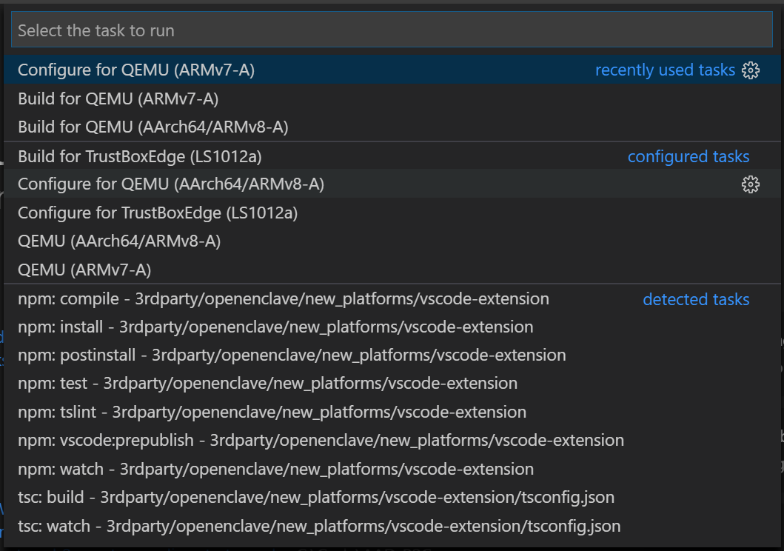 Select the task to run
Configure for QEMU (ARMv7-A) recently used tasks
Build for QEMU (ARMv7-A)
Build for QEMU (AArch64/ARMv8-A)
Build for TrustBoxEdge (LS1012a) configured tasks
Configure for QEMU (AArch64/ARMv8-A)
Configure for TrustBoxEdge (LS1012a)
QEMU (AArch64/ARMv8-A)
QEMU (ARMv7-A)
npm: compile - 3rdparty/openenclave/new_platforms/vscode-extension detected tasks
npm: install - 3rdparty/openenclave/new_platforms/vscode-extension
npm: postinstall - 3rdparty/openenclave/new_platforms/vscode-extension
npm: test - 3rdparty/openenclave/new_platforms/vscode-extension
npm: tslint - 3rdparty/openenclave/new_platforms/vscode-extension
npm: vscode:prepublish - 3rdparty/openenclave/new_platforms/vscode-extension
npm: watch - 3rdparty/openenclave/new_platforms/vscode-extension
tsc: build - 3rdparty/openenclave/new_platforms/vscode-extension/tsconfig.json
tsc: watch - 3rdparty/openenclave/new_platforms/vscode-extension/tsconfig.json